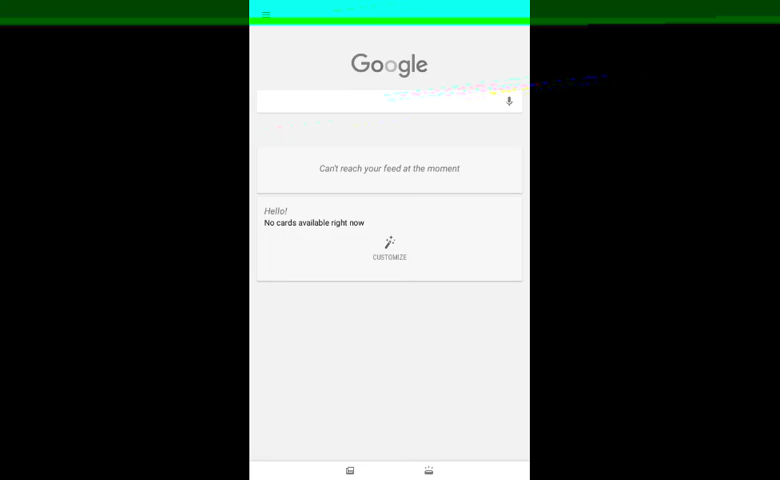 Google
Can't reach your feed at the moment
Hello!
No cards available right now
CUSTOMIZE